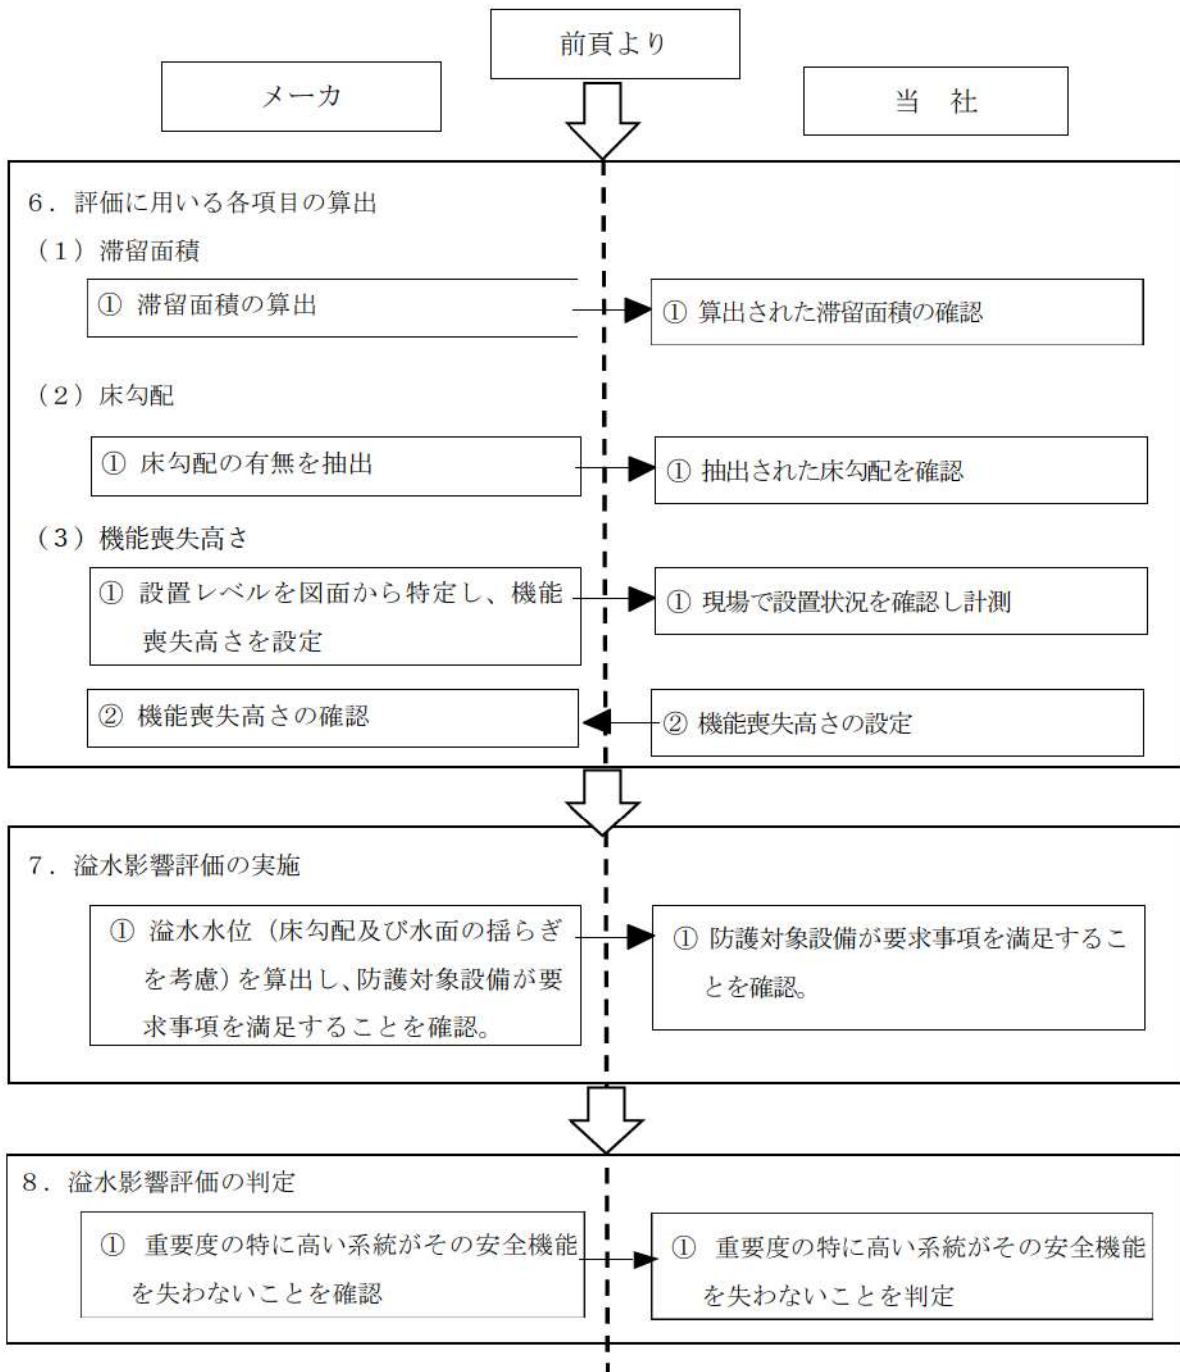 前頁より
メーカ
当　社
６．評価に用いる各項目の算出
（１）滞留面積
① 滞留面積の算出
① 算出された滞留面積の確認
（２）床勾配
① 床勾配の有無を抽出
① 抽出された床勾配を確認
（３）機能喪失高さ
① 設置レベルを図面から特定し、機能
喪失高さを設定
① 現場で設置状況を確認し計測
② 機能喪失高さの確認
② 機能喪失高さの設定
７．溢水影響評価の実施
① 溢水水位（床勾配及び水面の揺らぎ
を考慮）を算出し、防護対象設備が要
求事項を満足することを確認。
① 防護対象設備が要求事項を満足するこ
とを確認。
８．溢水影響評価の判定
① 重要度の特に高い系統がその安全機能
を失わないことを確認
① 重要度の特に高い系統がその安全機能
を失わないことを判定